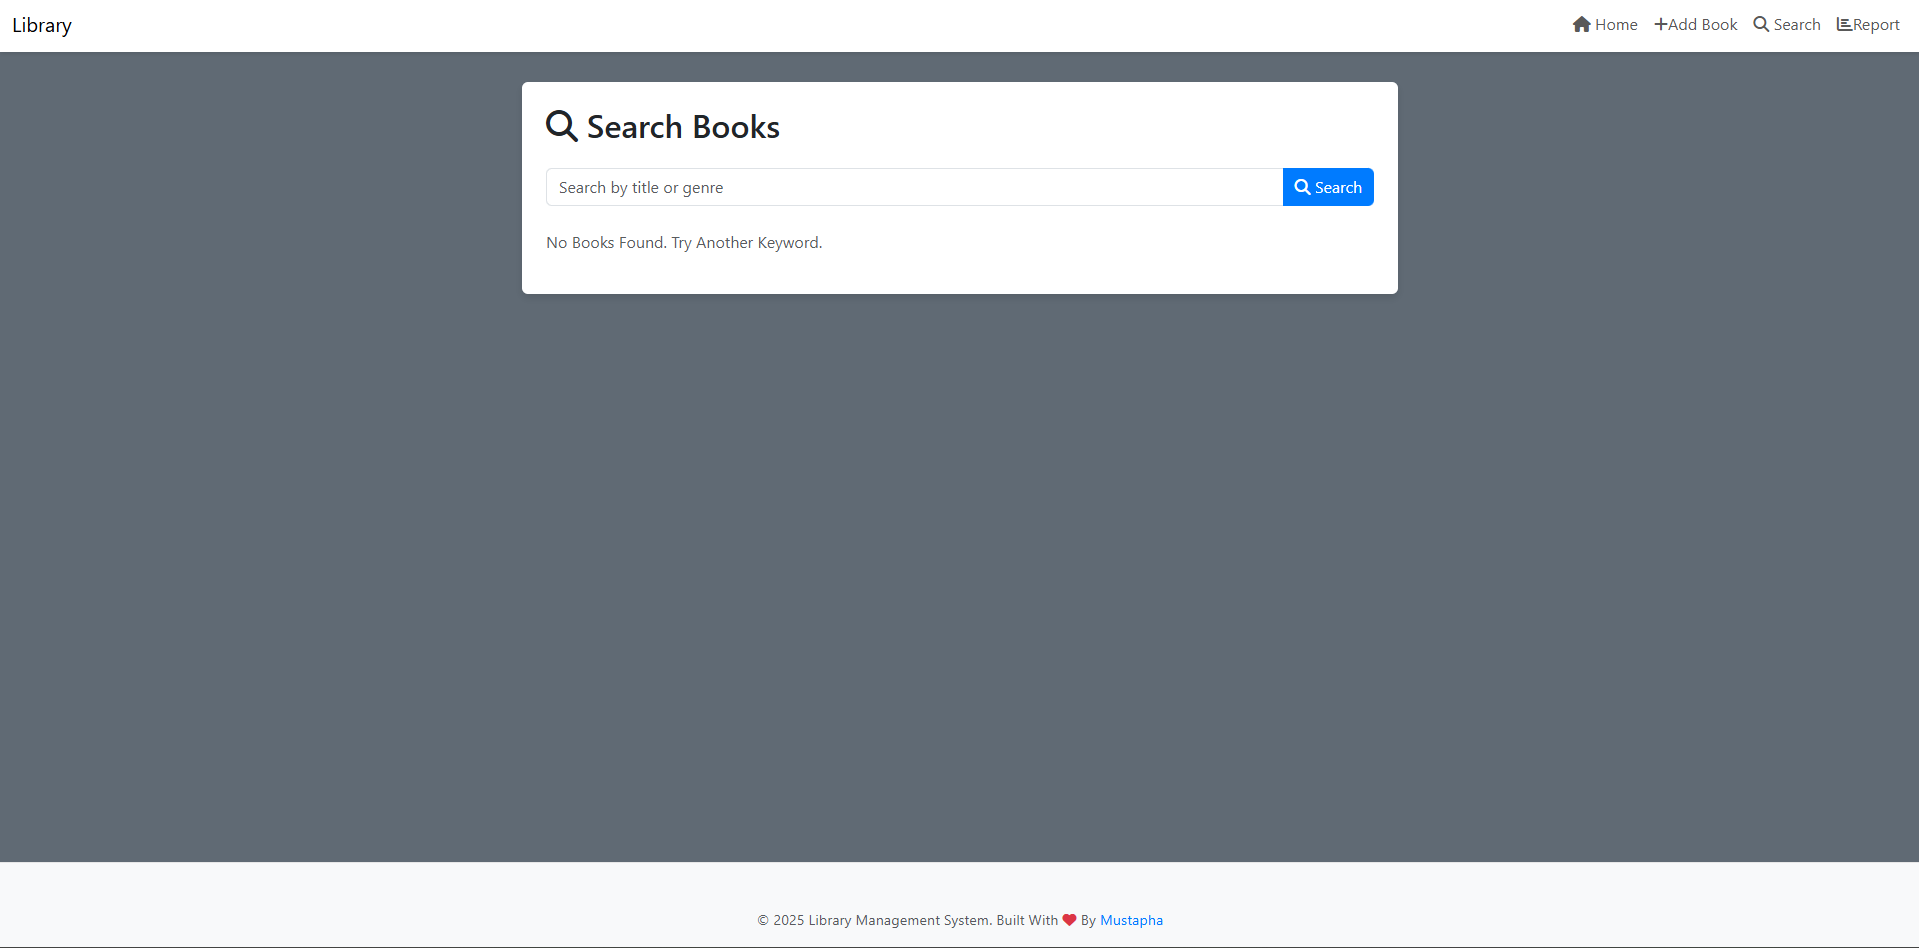 Library
Home
Add Book
Search
Report
Search Books
Search by title or genre
Search
No Books Found. Try Another Keyword.
© 2025 Library Management System. Built With By Mustapha